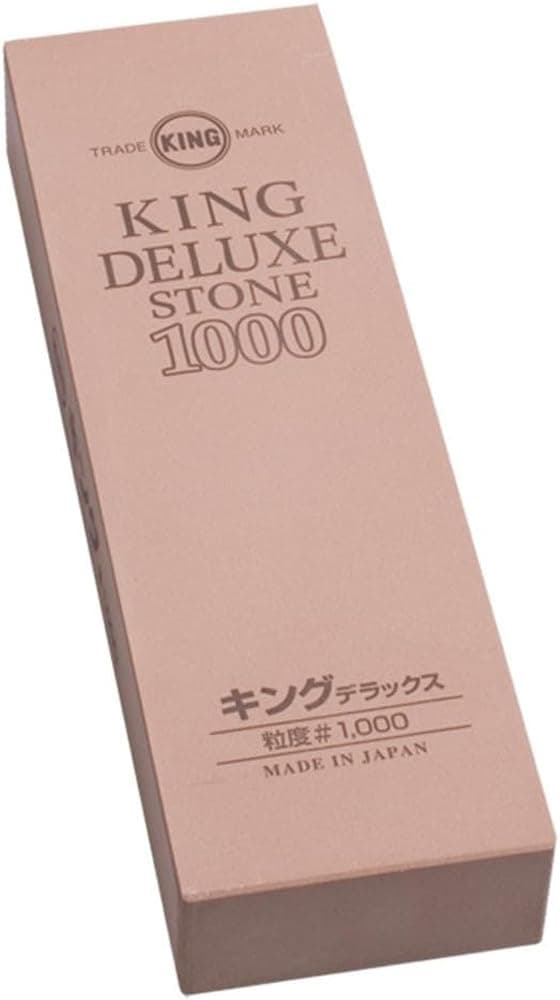 TRADE KING MARK
KING
DELUXE
STONE
1000
キングデラックス
粒度#1,000
MADE IN JAPAN